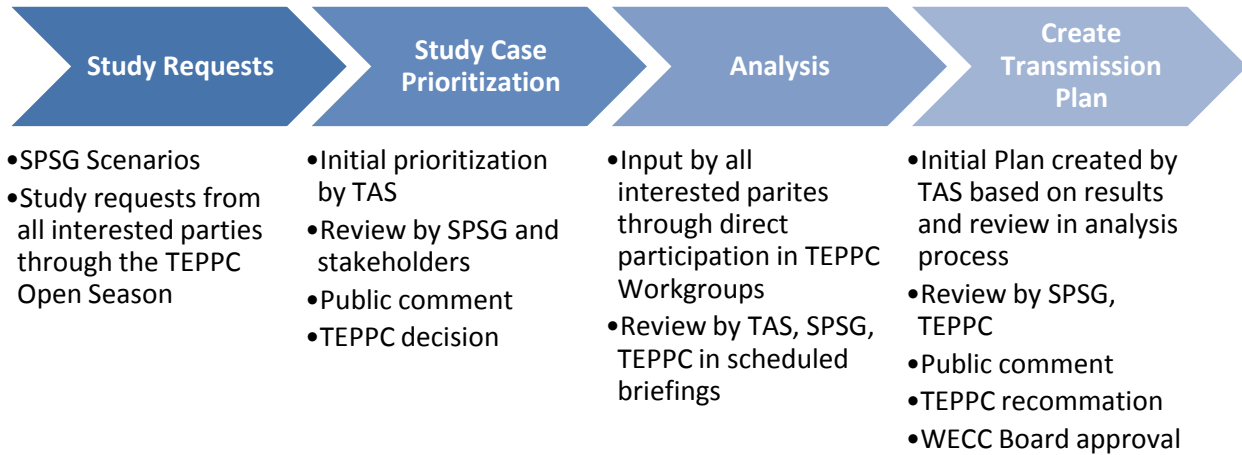 Study Requests
Study Case
Prioritization
Analysis
Create
Transmission
Plan
•SPSG Scenarios
•Study requests from
all interested parties
through the TEPPC
Open Season
•Initial prioritization
by TAS
•Review by SPSG and
stakeholders
•Public comment
•TEPPC decision
•Input by all
interested parites
through direct
participation in TEPPC
Workgroups
•Review by TAS, SPSG,
TEPPC in scheduled
briefings
•Initial Plan created by
TAS based on results
and review in analysis
process
•Review by SPSG,
TEPPC
•Public comment
•TEPPC recommation
•WECC Board approval